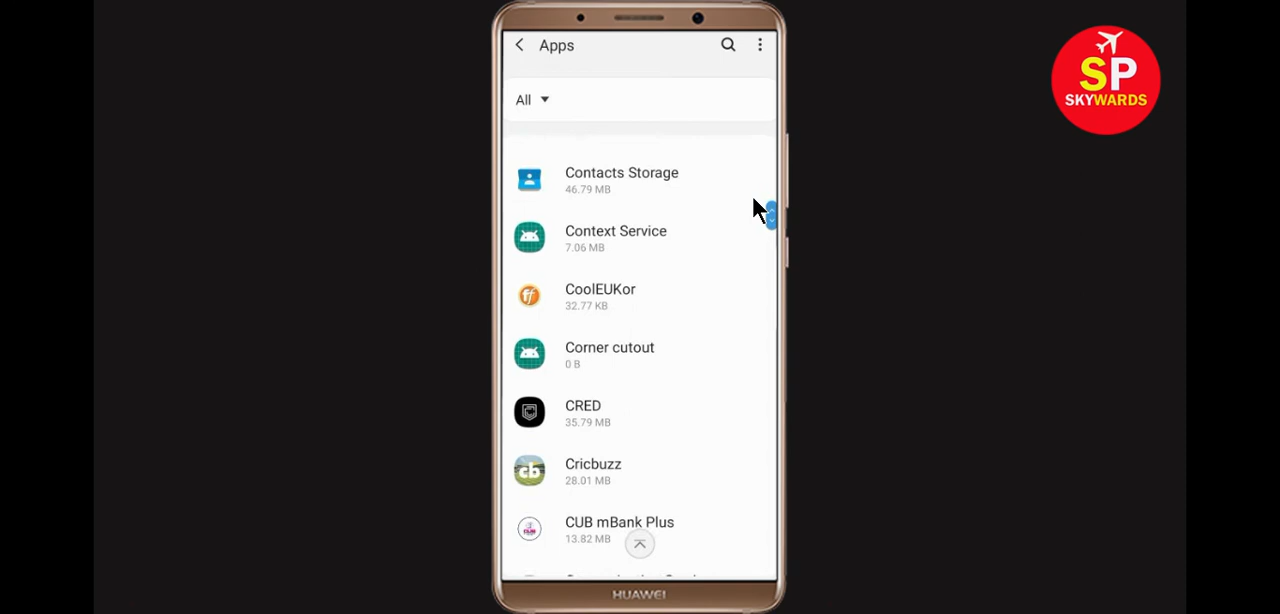 Apps
All
Contacts Storage
46.79 MB
Context Service
7.06 MB
CoolEUKor
32.77 KB
Corner cutout
0 B
CRED
35.79 MB
Cricbuzz
28.01 MB
CUB mBank Plus
13.82 MB
HUAWEI
SP
SKYWARDS